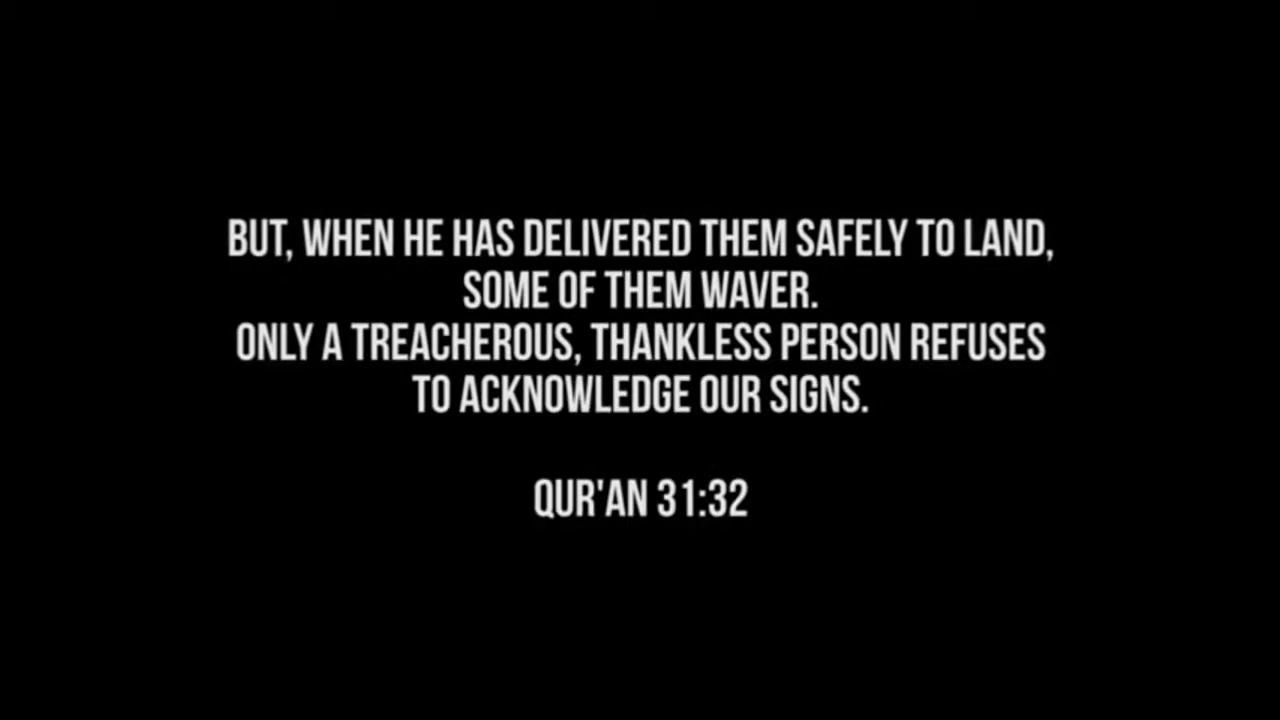 BUT, WHEN HE HAS DELIVERED THEM SAFELY TO LAND,
SOME OF THEM WAVER.
ONLY A TREACHEROUS, THANKLESS PERSON REFUSES
TO ACKNOWLEDGE OUR SIGNS.
QUR'AN 31:32